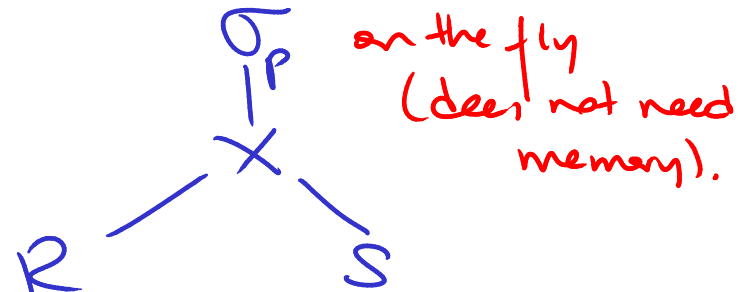 σp on the fly
(does not need
memory).
×
R S